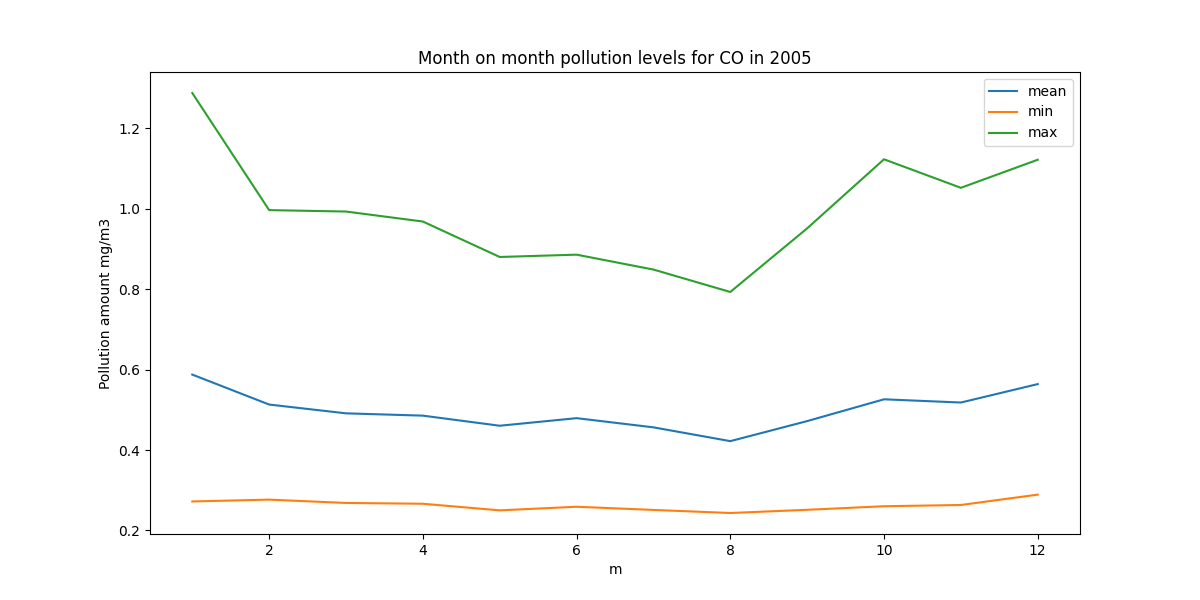 Month on month pollution levels for CO in 2005
mean
min
max
1.2
1.0
0.8
0.6
0.4
0.2
Pollution amount mg/m3
2 4 6 8 10 12
m